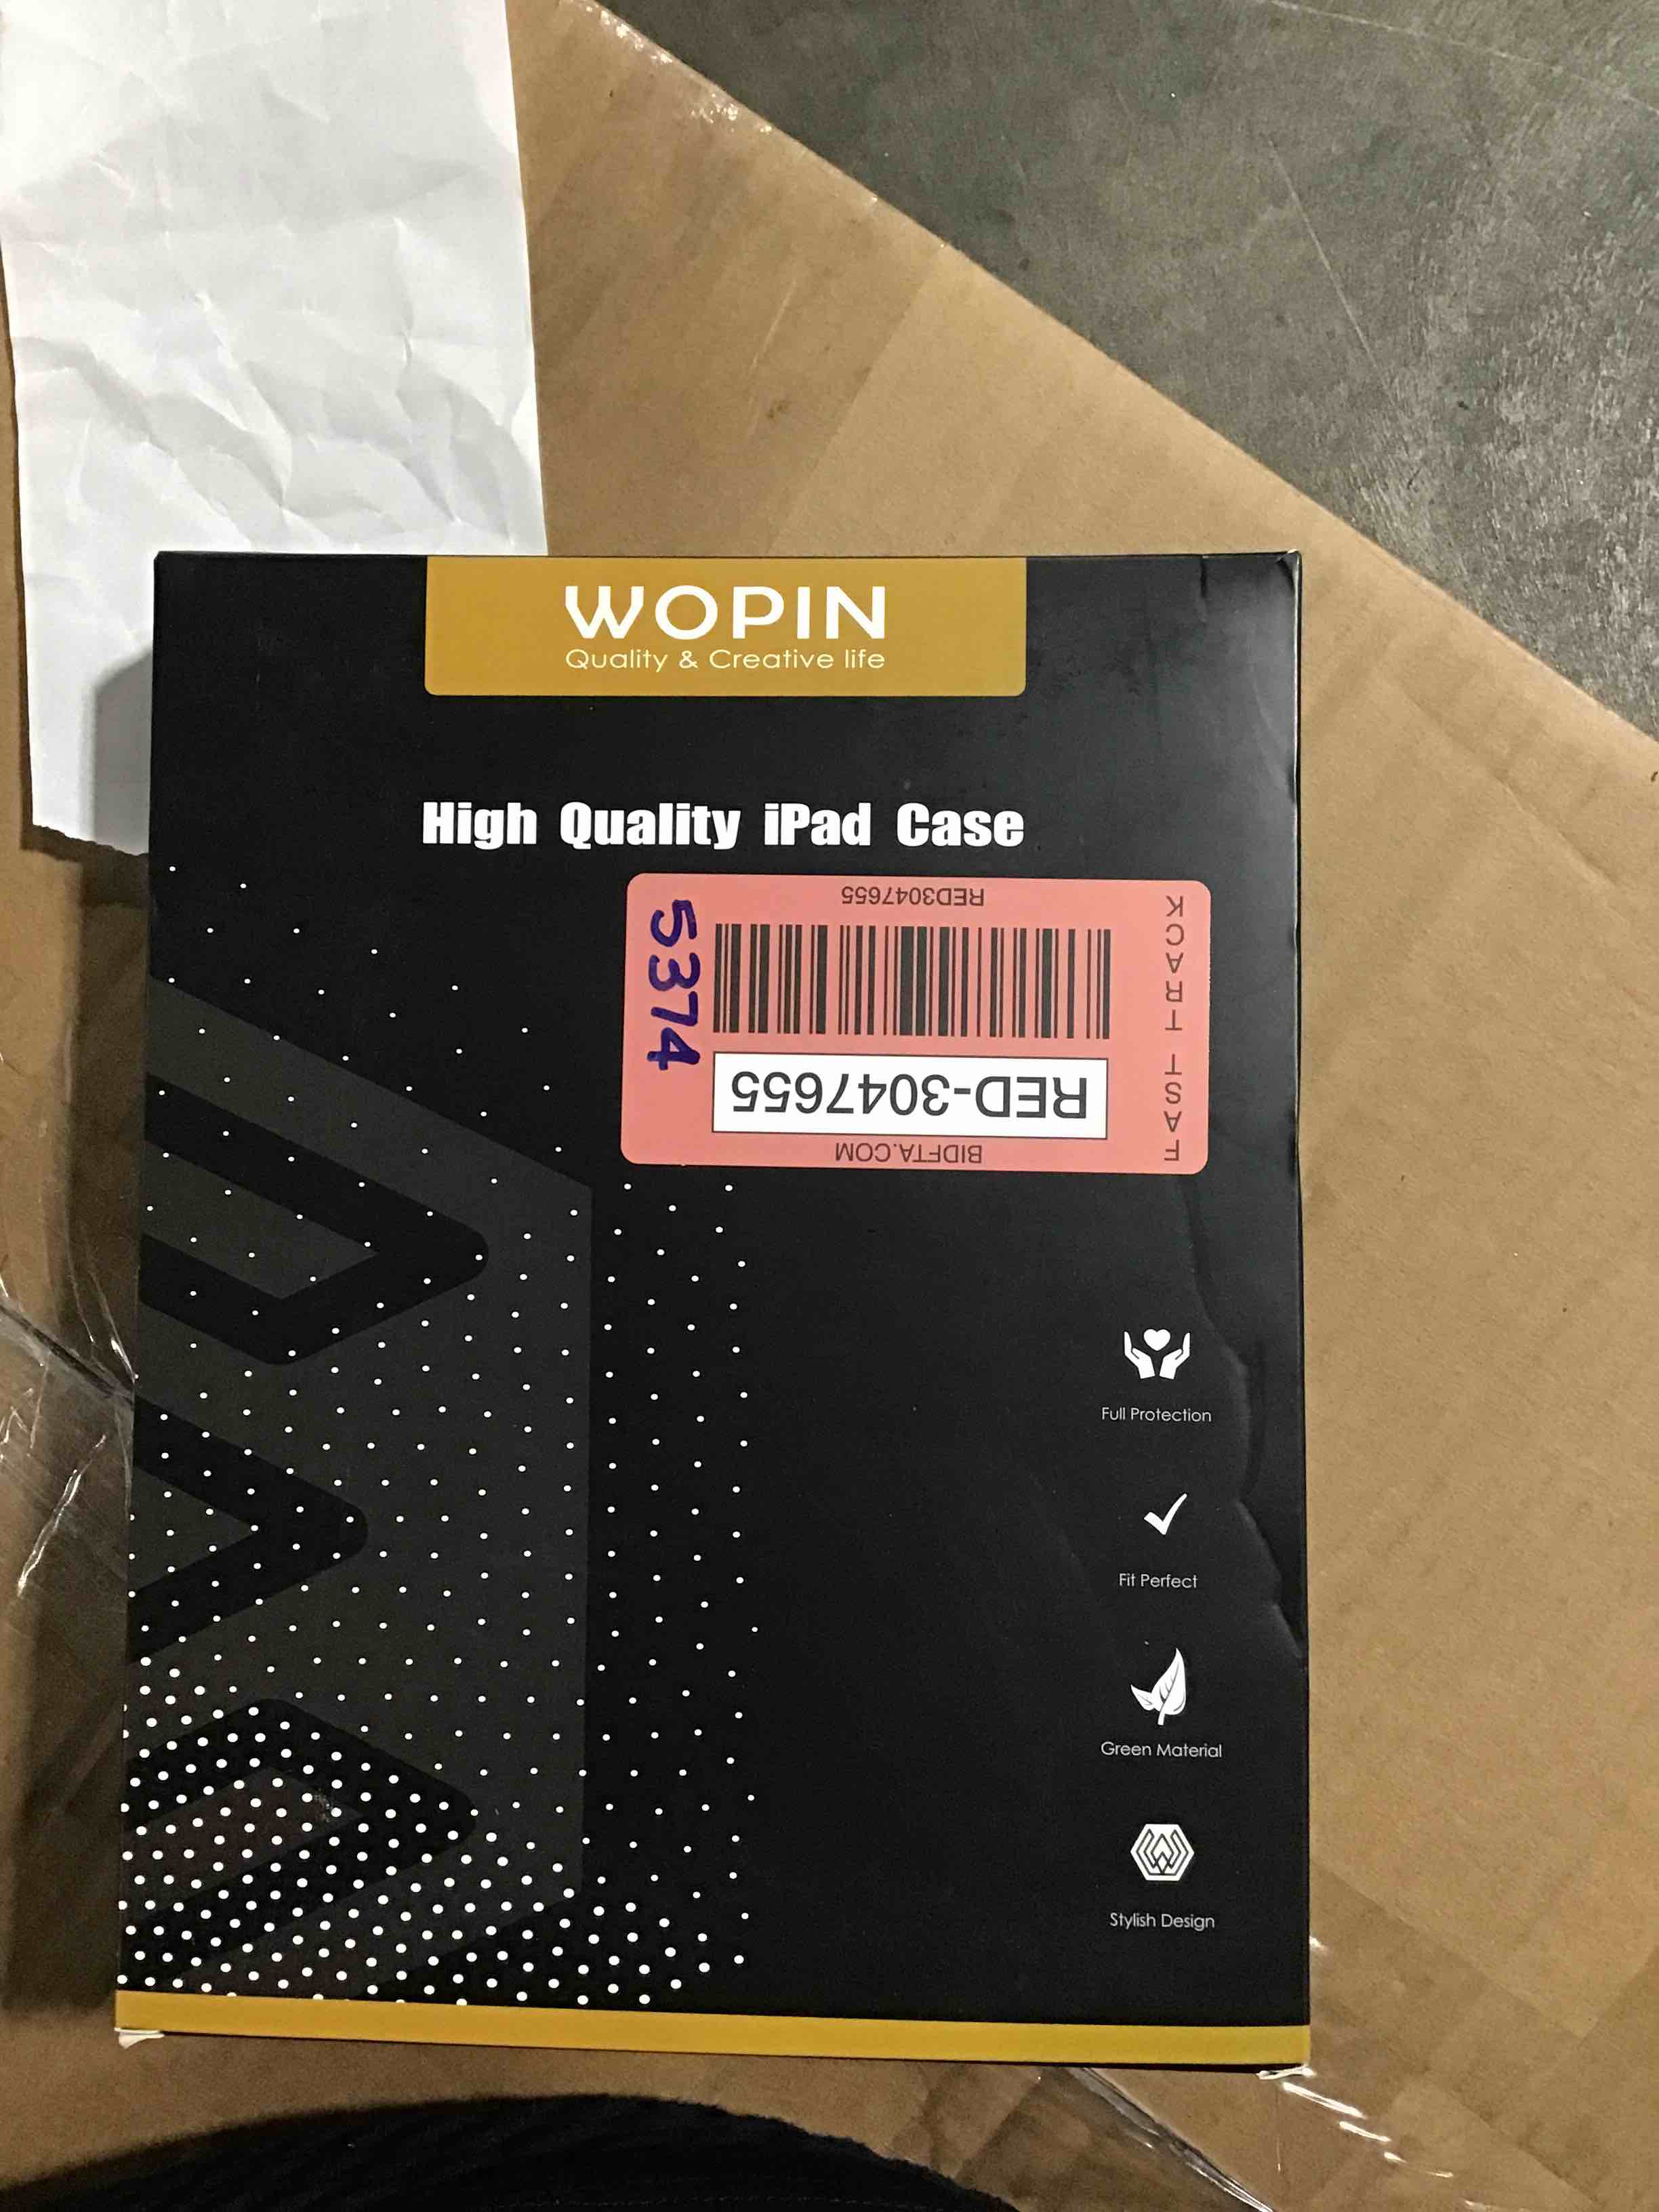 WOPIN
Quality & Creative life
High Quality iPad Case
BIDFTA.COM
RED-3047655
RED3047655
FAST TRACK
5374
Full Protection
Fit Perfect
Green Material
Stylish Design